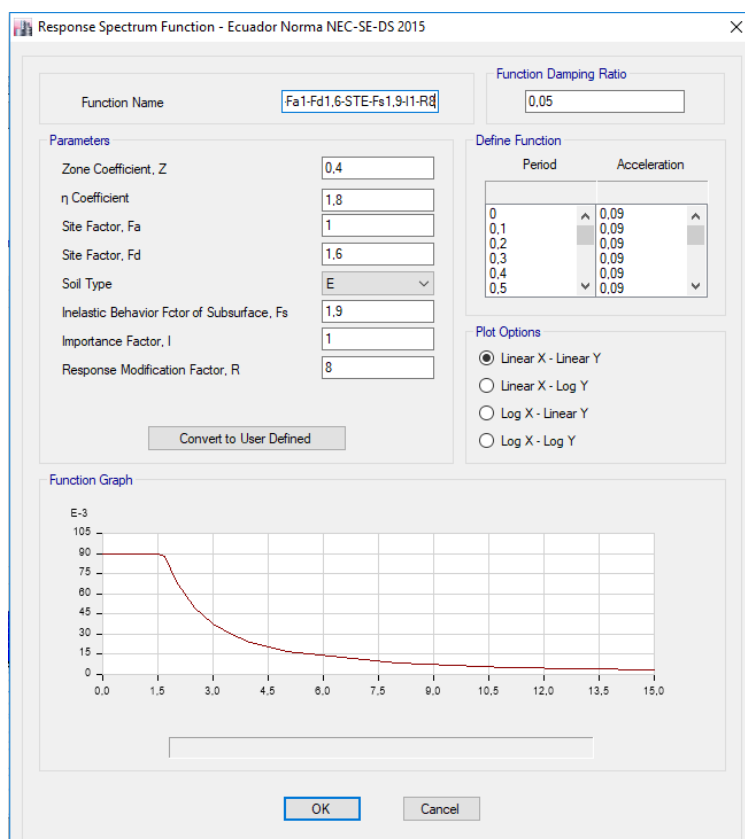 Response Spectrum Function - Ecuador Norma NEC-SE-DS 2015
Function Name
Fa1-Fd1,6-STE-Fs1,9-I1-R8
Function Damping Ratio
0,05
Parameters
Zone Coefficient, Z
0,4
η Coefficient
1,8
Site Factor, Fa
1
Site Factor, Fd
1,6
Soil Type
E
Inelastic Behavior Fctor of Subsurface, Fs
1,9
Importance Factor, I
1
Response Modification Factor, R
8
Convert to User Defined
Define Function
Period Acceleration
0 0,09
0,1 0,09
0,2 0,09
0,3 0,09
0,4 0,09
0,5 0,09
Plot Options
Linear X - Linear Y
Linear X - Log Y
Log X - Linear Y
Log X - Log Y
Function Graph
E-3
105
90
75
60
45
30
15
0
0,0 1,5 3,0 4,5 6,0 7,5 9,0 10,5 12,0 13,5 15,0
OK Cancel